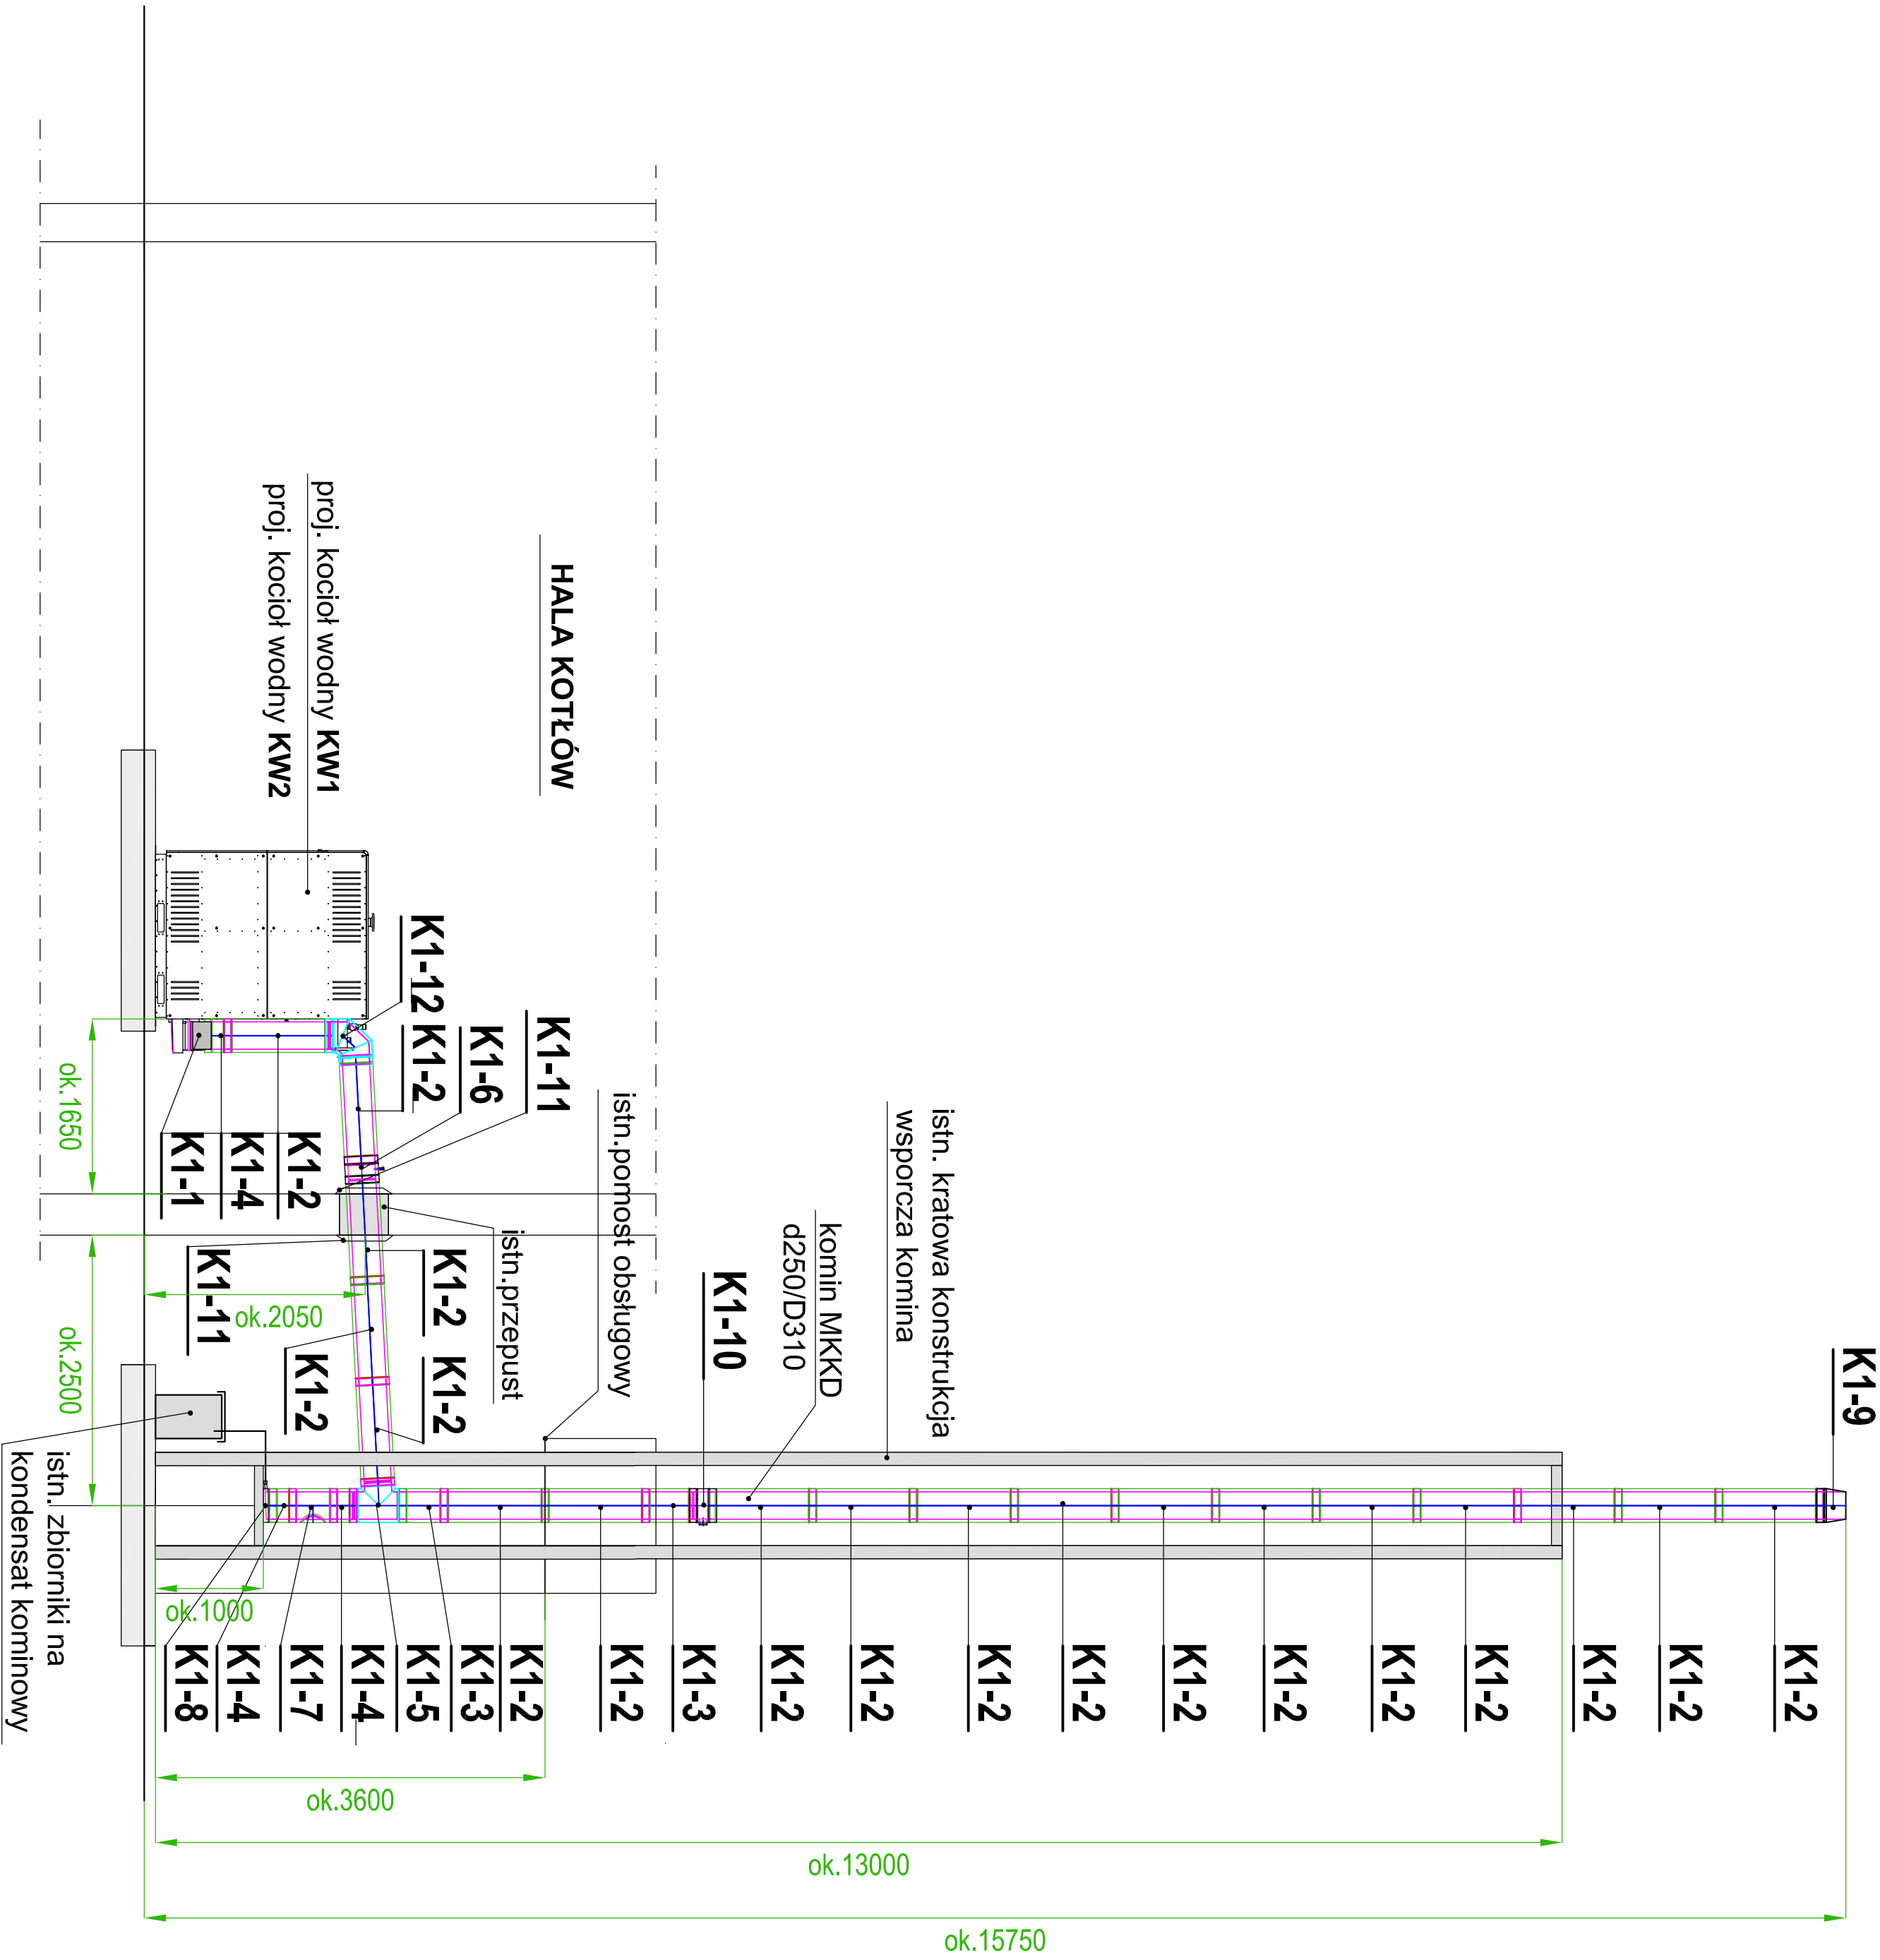 HALA KOTŁÓW
proj. kocioł wodny KW1
proj. kocioł wodny KW2
K1-12
K1-2
K1-6
K1-11
istn.pomost obsługowy
istn. kratowa konstrukcja
wsporcza komina
komin MKKD
d250/D310
K1-10
K1-9
istn.przepust
K1-2
K1-2
K1-2
K1-11
K1-2
K1-4
K1-1
ok.1650
ok.2050
ok.2500
ok.1000
istn. zbiorniki na
kondensat kominowy
K1-2
K1-2
K1-2
K1-2
K1-2
K1-2
K1-2
K1-2
K1-2
K1-2
K1-2
K1-3
K1-2
K1-2
K1-3
K1-5
K1-4
K1-7
K1-4
K1-8
ok.3600
ok.13000
ok.15750